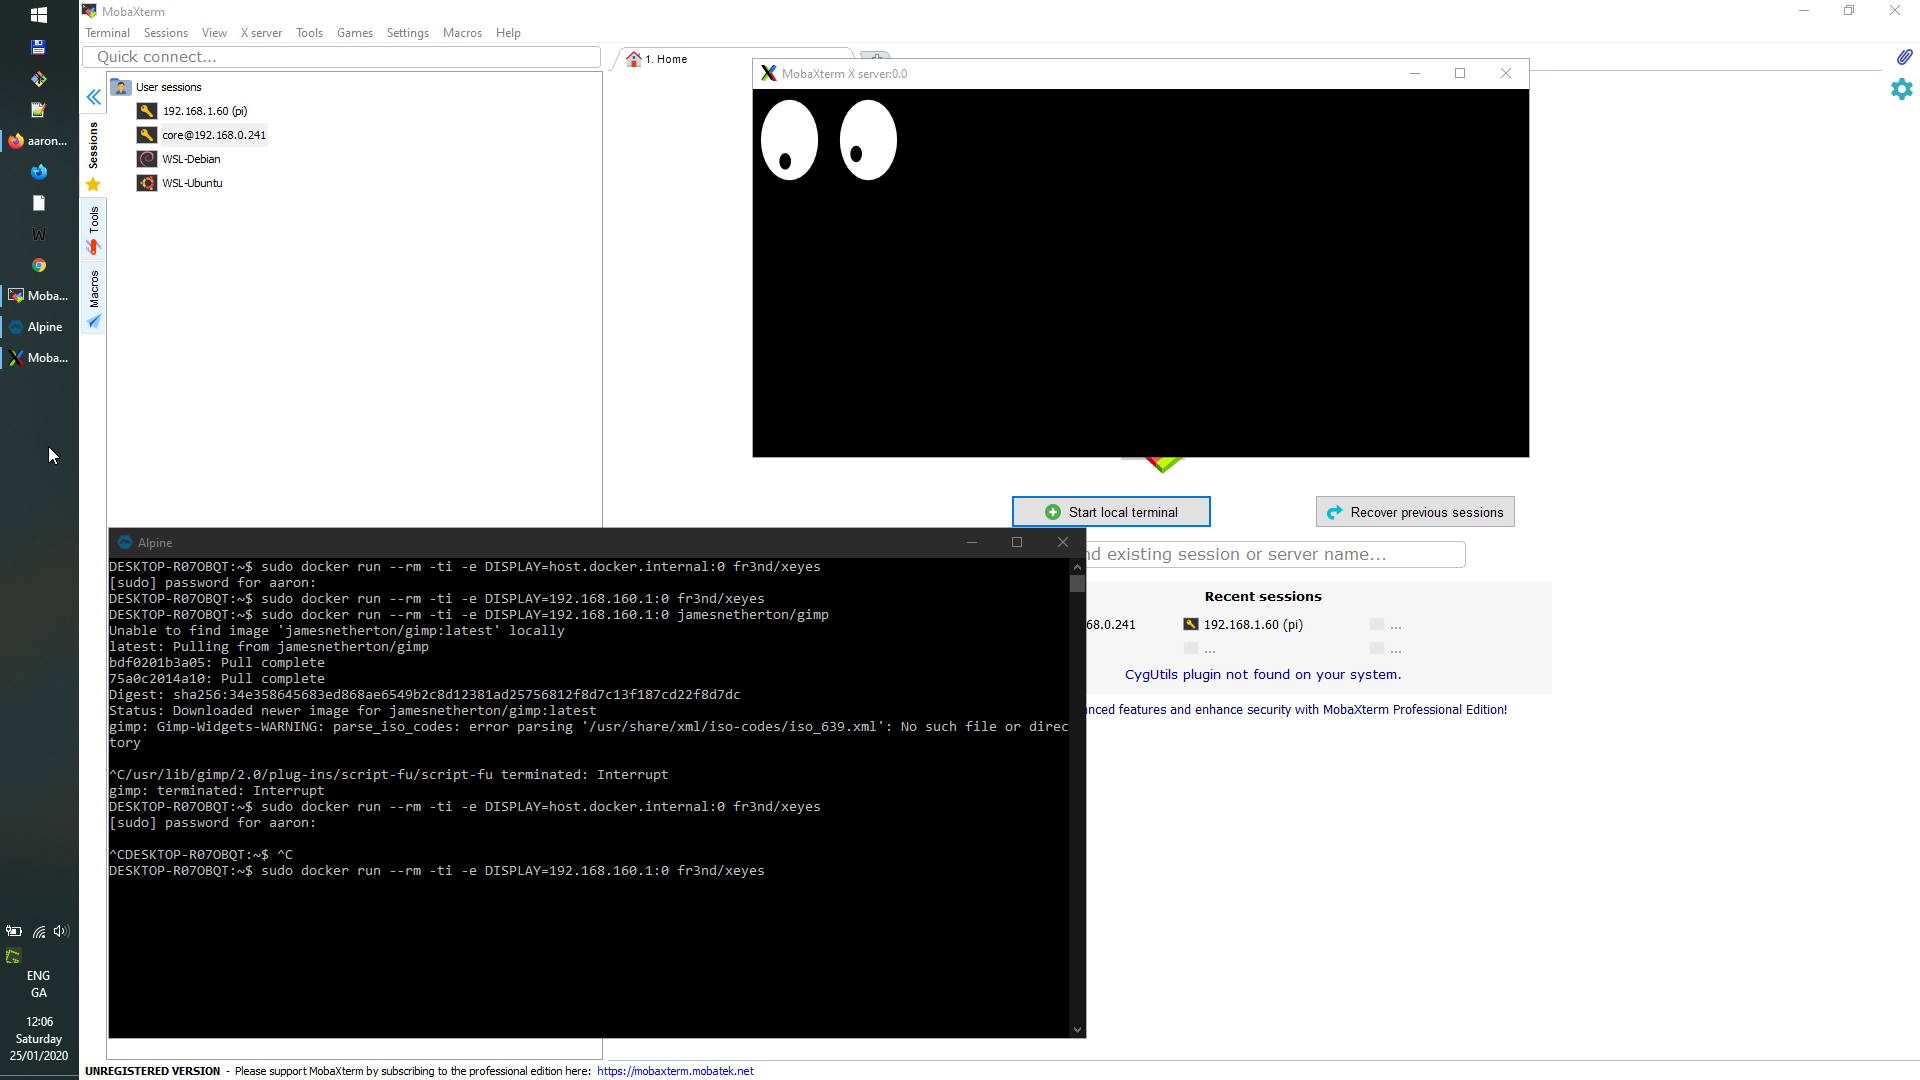 MobaXterm
Terminal Sessions View X server Tools Games Settings Macros Help
Quick connect...
1. Home
User sessions
192.168.1.60 (pi)
core@192.168.0.241
WSL-Debian
WSL-Ubuntu
Sessions
Tools
Macros
aaron...
W
Moba...
Alpine
Moba...
MobaXterm X server:0.0
Start local terminal
Recover previous sessions
nd existing session or server name...
Recent sessions
68.0.241
192.168.1.60 (pi)
...
...
...
CygUtils plugin not found on your system.
nced features and enhance security with MobaXterm Professional Edition!
Alpine
DESKTOP-R07OBQT:~$ sudo docker run --rm -ti -e DISPLAY=host.docker.internal:0 fr3nd/xeyes
[sudo] password for aaron:
DESKTOP-R07OBQT:~$ sudo docker run --rm -ti -e DISPLAY=192.168.160.1:0 fr3nd/xeyes
DESKTOP-R07OBQT:~$ sudo docker run --rm -ti -e DISPLAY=192.168.160.1:0 jamesnetherton/gimp
Unable to find image 'jamesnetherton/gimp:latest' locally
latest: Pulling from jamesnetherton/gimp
bdf0201b3a05: Pull complete
75a0c2014a10: Pull complete
Digest: sha256:34e358645683ed868ae6549b2c8d12381ad25756812f8d7c13f187cd22f8d7dc
Status: Downloaded newer image for jamesnetherton/gimp:latest
gimp: Gimp-Widgets-WARNING: parse_iso_codes: error parsing '/usr/share/xml/iso-codes/iso_639.xml': No such file or direc
tory
^C/usr/lib/gimp/2.0/plug-ins/script-fu/script-fu terminated: Interrupt
gimp: terminated: Interrupt
DESKTOP-R07OBQT:~$ sudo docker run --rm -ti -e DISPLAY=host.docker.internal:0 fr3nd/xeyes
[sudo] password for aaron:
^CDESKTOP-R07OBQT:~$ ^C
DESKTOP-R07OBQT:~$ sudo docker run --rm -ti -e DISPLAY=192.168.160.1:0 fr3nd/xeyes
ENG
GA
12:06
Saturday
25/01/2020
UNREGISTERED VERSION - Please support MobaXterm by subscribing to the professional edition here: https://mobaxterm.mobatek.net